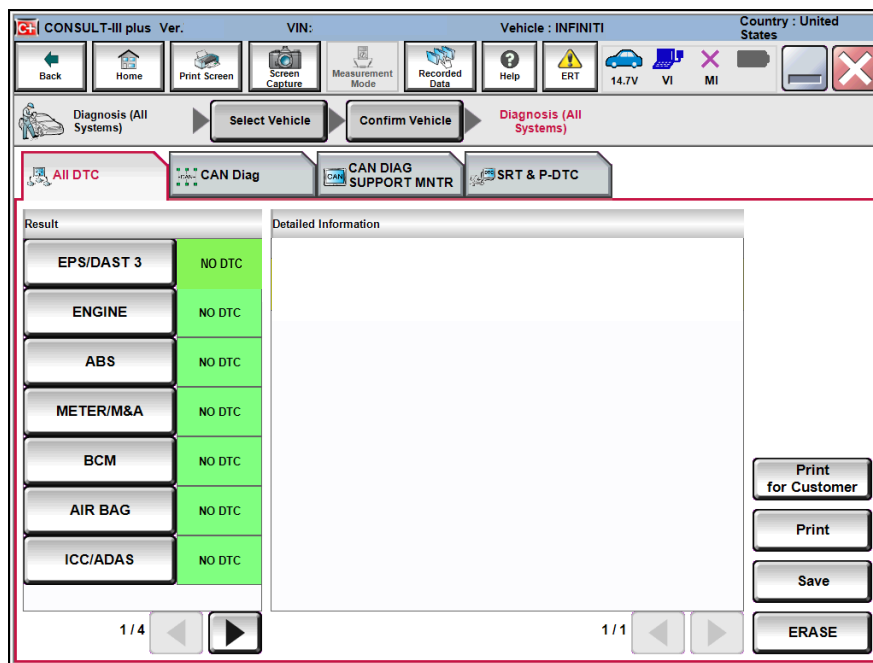 C+ CONSULT-III plus Ver. VIN: Vehicle : INFINITI Country : United
States
Back Home Print Screen Screen
Capture Measurement
Mode Recorded
Data Help ERT 14.7V VI MI
Diagnosis (All
Systems) Select Vehicle Confirm Vehicle Diagnosis (All
Systems)
All DTC CAN Diag CAN CAN DIAG
SUPPORT MNTR SRT & P-DTC
Result Detailed Information
EPS/DAST 3 NO DTC
ENGINE NO DTC
ABS NO DTC
METER/M&A NO DTC
BCM NO DTC
AIR BAG NO DTC
ICC/ADAS NO DTC
Print
for Customer
Print
Save
1/4 1/1 ERASE